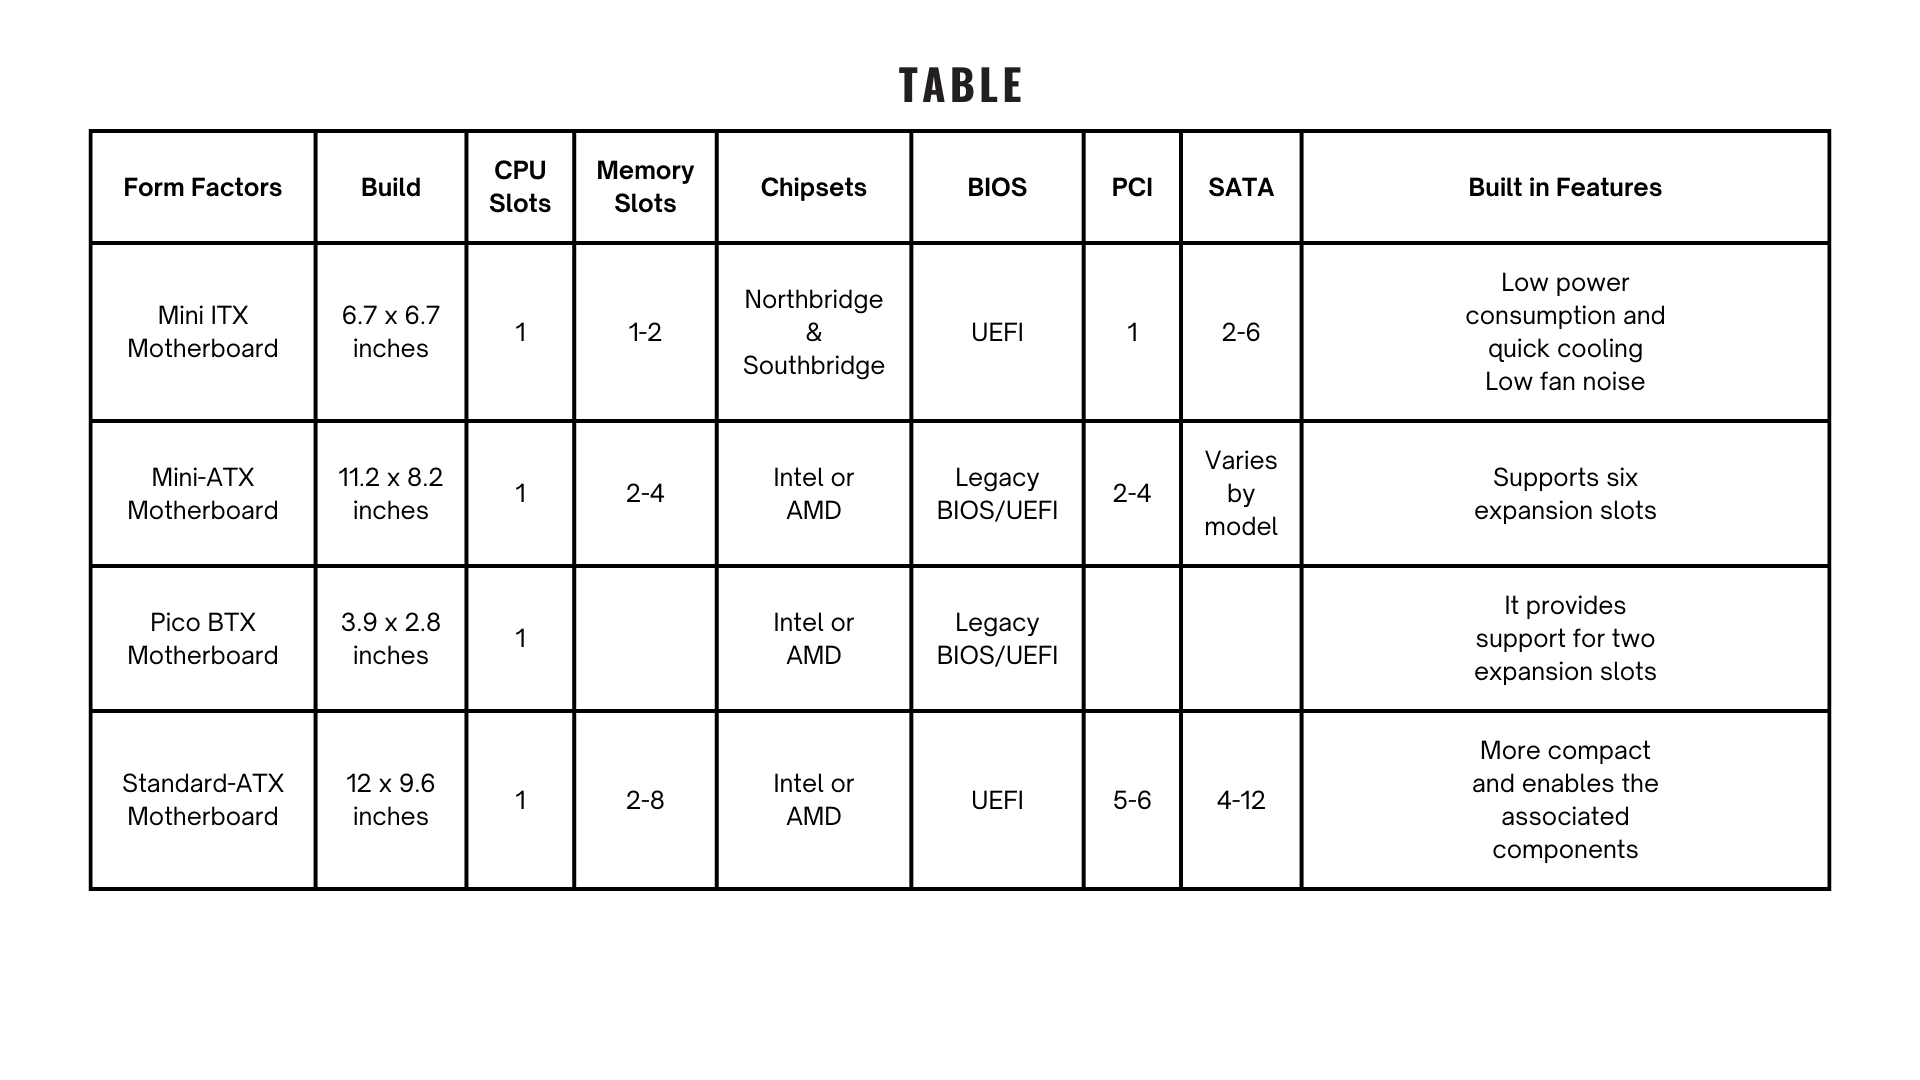 TABLE
Form Factors
Build
CPU
Slots
Memory
Slots
Chipsets
BIOS
PCI
SATA
Built in Features
Mini ITX
Motherboard
6.7 x 6.7
inches
1
1-2
Northbridge
&
Southbridge
UEFI
1
2-6
Low power
consumption and
quick cooling
Low fan noise
Mini-ATX
Motherboard
11.2 x 8.2
inches
1
2-4
Intel or
AMD
Legacy
BIOS/UEFI
2-4
Varies
by
model
Supports six
expansion slots
Pico BTX
Motherboard
3.9 x 2.8
inches
1
Intel or
AMD
Legacy
BIOS/UEFI
It provides
support for two
expansion slots
Standard-ATX
Motherboard
12 x 9.6
inches
1
2-8
Intel or
AMD
UEFI
5-6
4-12
More compact
and enables the
associated
components